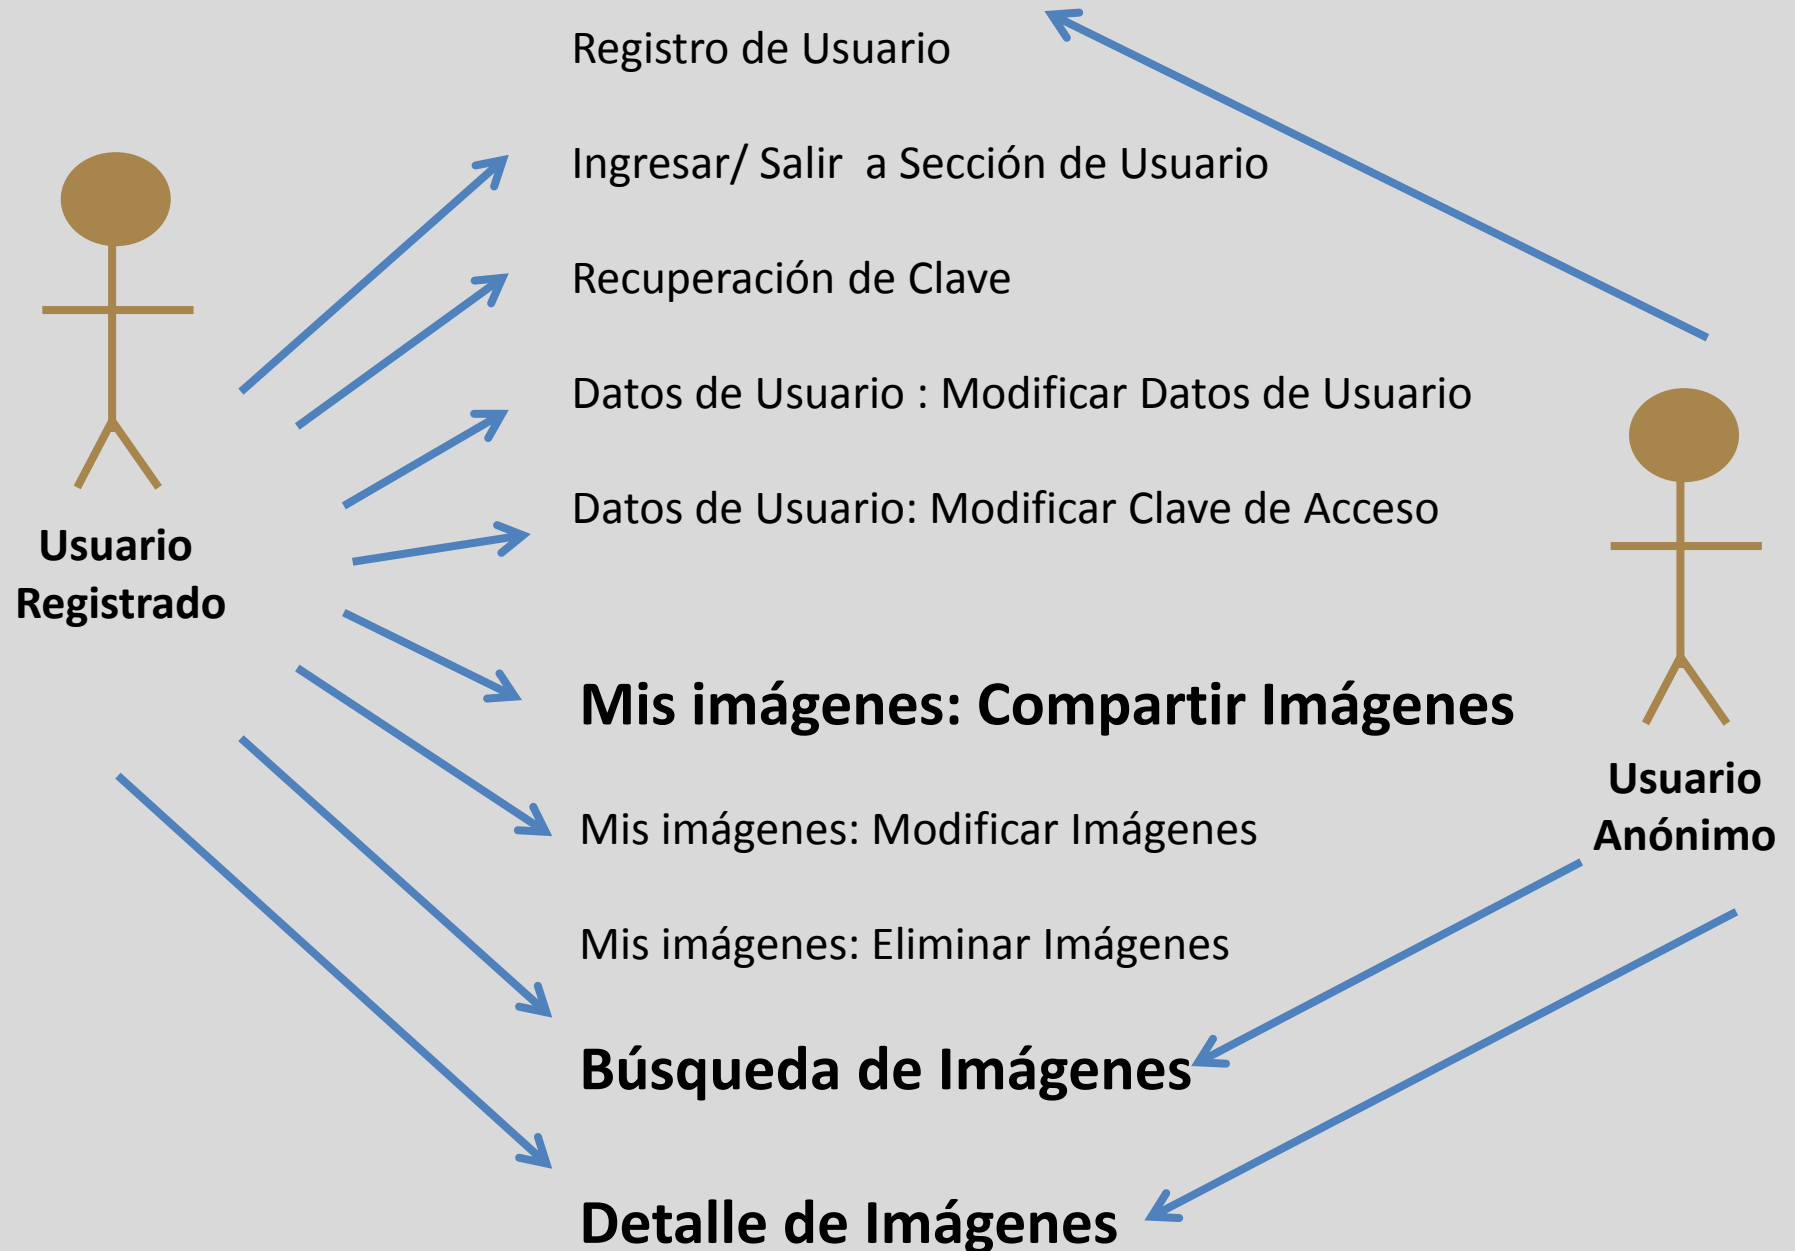 Registro de Usuario
Ingresar/ Salir  a Sección de Usuario
Recuperación de Clave
Datos de Usuario : Modificar Datos de Usuario
Datos de Usuario: Modificar Clave de Acceso
Usuario
Registrado
Mis imágenes: Compartir Imágenes
Usuario
Anónimo
Mis imágenes: Modificar Imágenes
Mis imágenes: Eliminar Imágenes
Búsqueda de Imágenes
Detalle de Imágenes